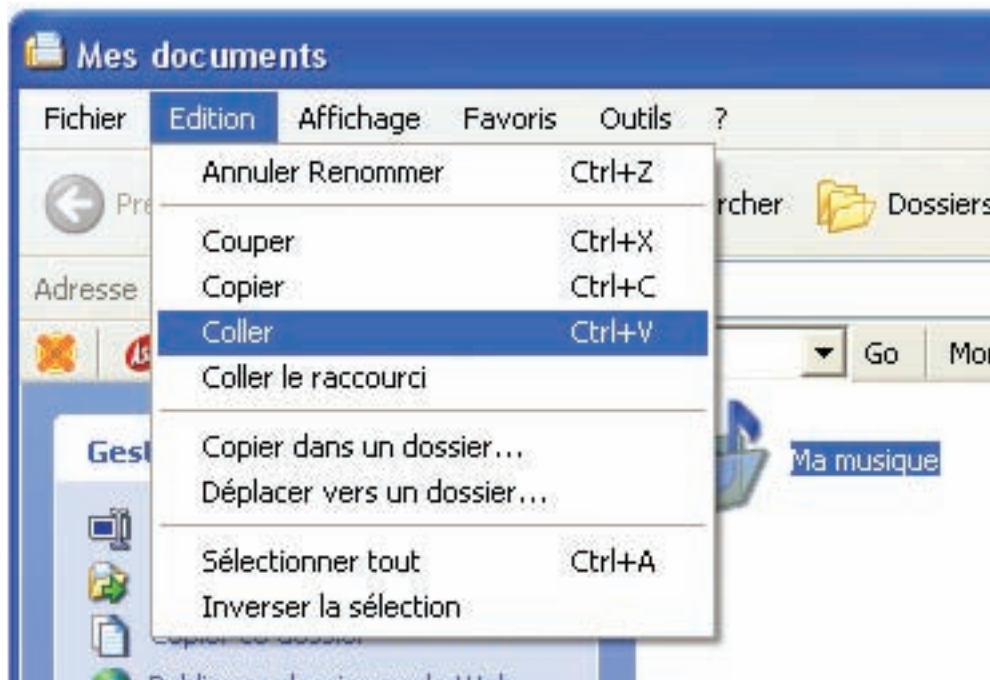 Mes documents
Fichier Edition Affichage Favoris Outils ?
Annuler Renommer Ctrl+Z
rcher Dossiers
Couper Ctrl+X
Adresse
Copier Ctrl+C
Coller Ctrl+V
Go
Coller le raccourci
Copier dans un dossier...
Ma musique
Déplacer vers un dossier...
Sélectionner tout Ctrl+A
Inverser la sélection